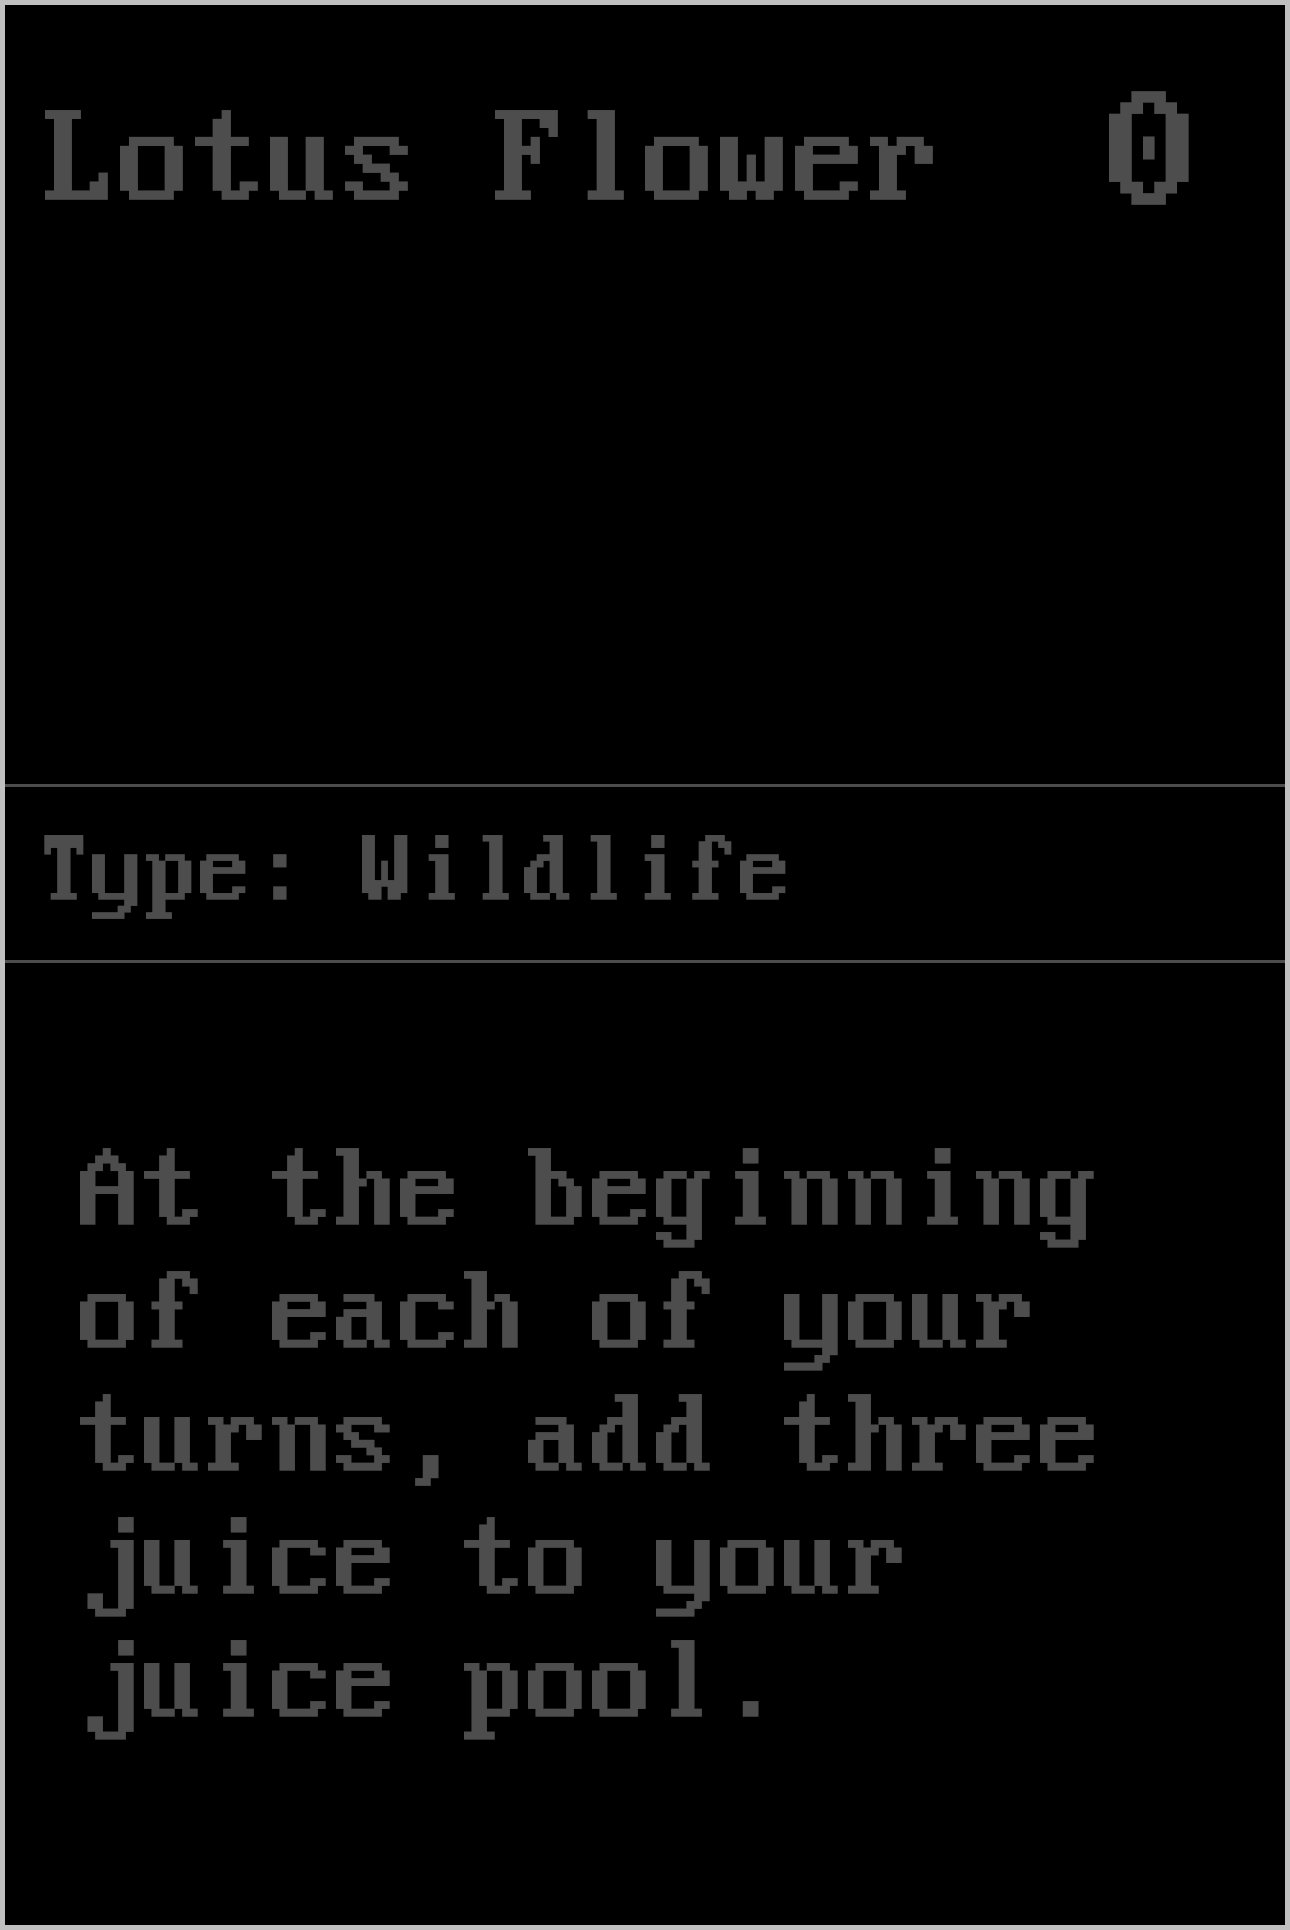 Lotus Flower 0
Type: Wildlife
At the beginning
of each of your
turns, add three
juice to your
juice pool.